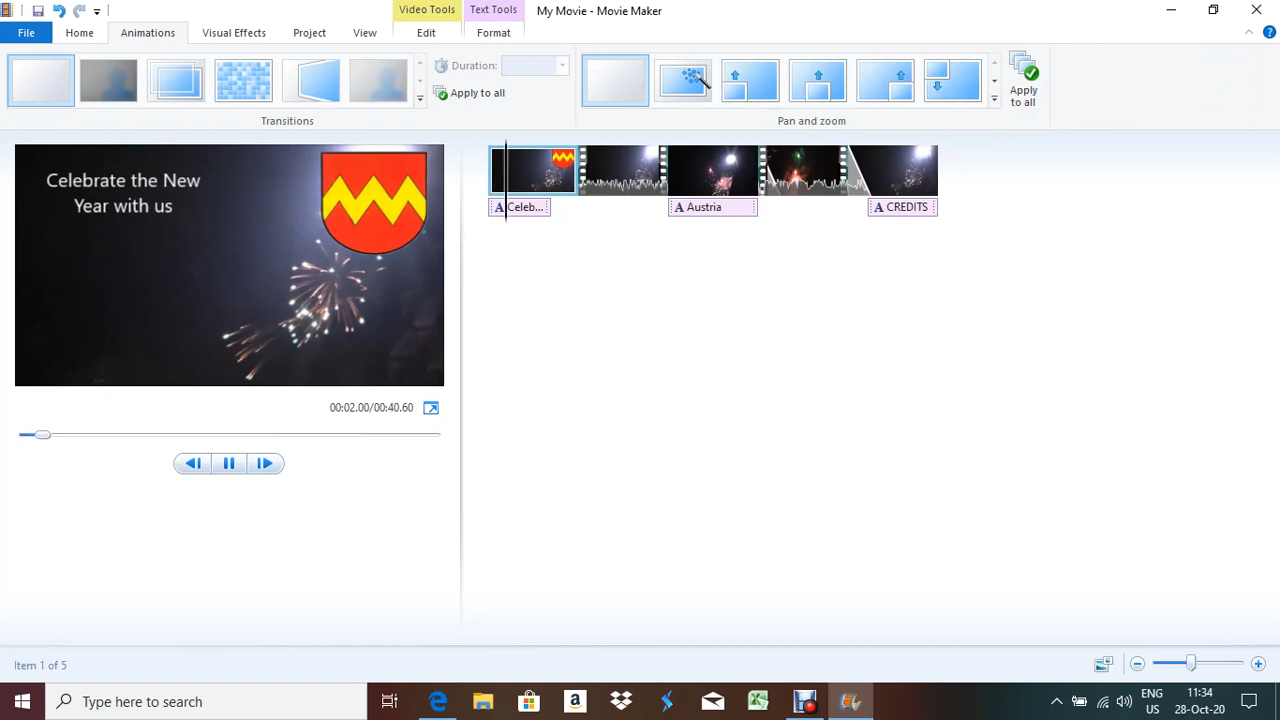 Video Tools
Text Tools
My Movie - Movie Maker
File
Home
Animations
Visual Effects
Project
View
Edit
Format
Duration:
Apply to all
Apply
to all
Transitions
Pan and zoom
Celebrate the New
Year with us
A Celeb...
A Austria
A CREDITS
00:02.00/00:40.60
Item 1 of 5
Type here to search
ENG
US
11:34
28-Oct-20